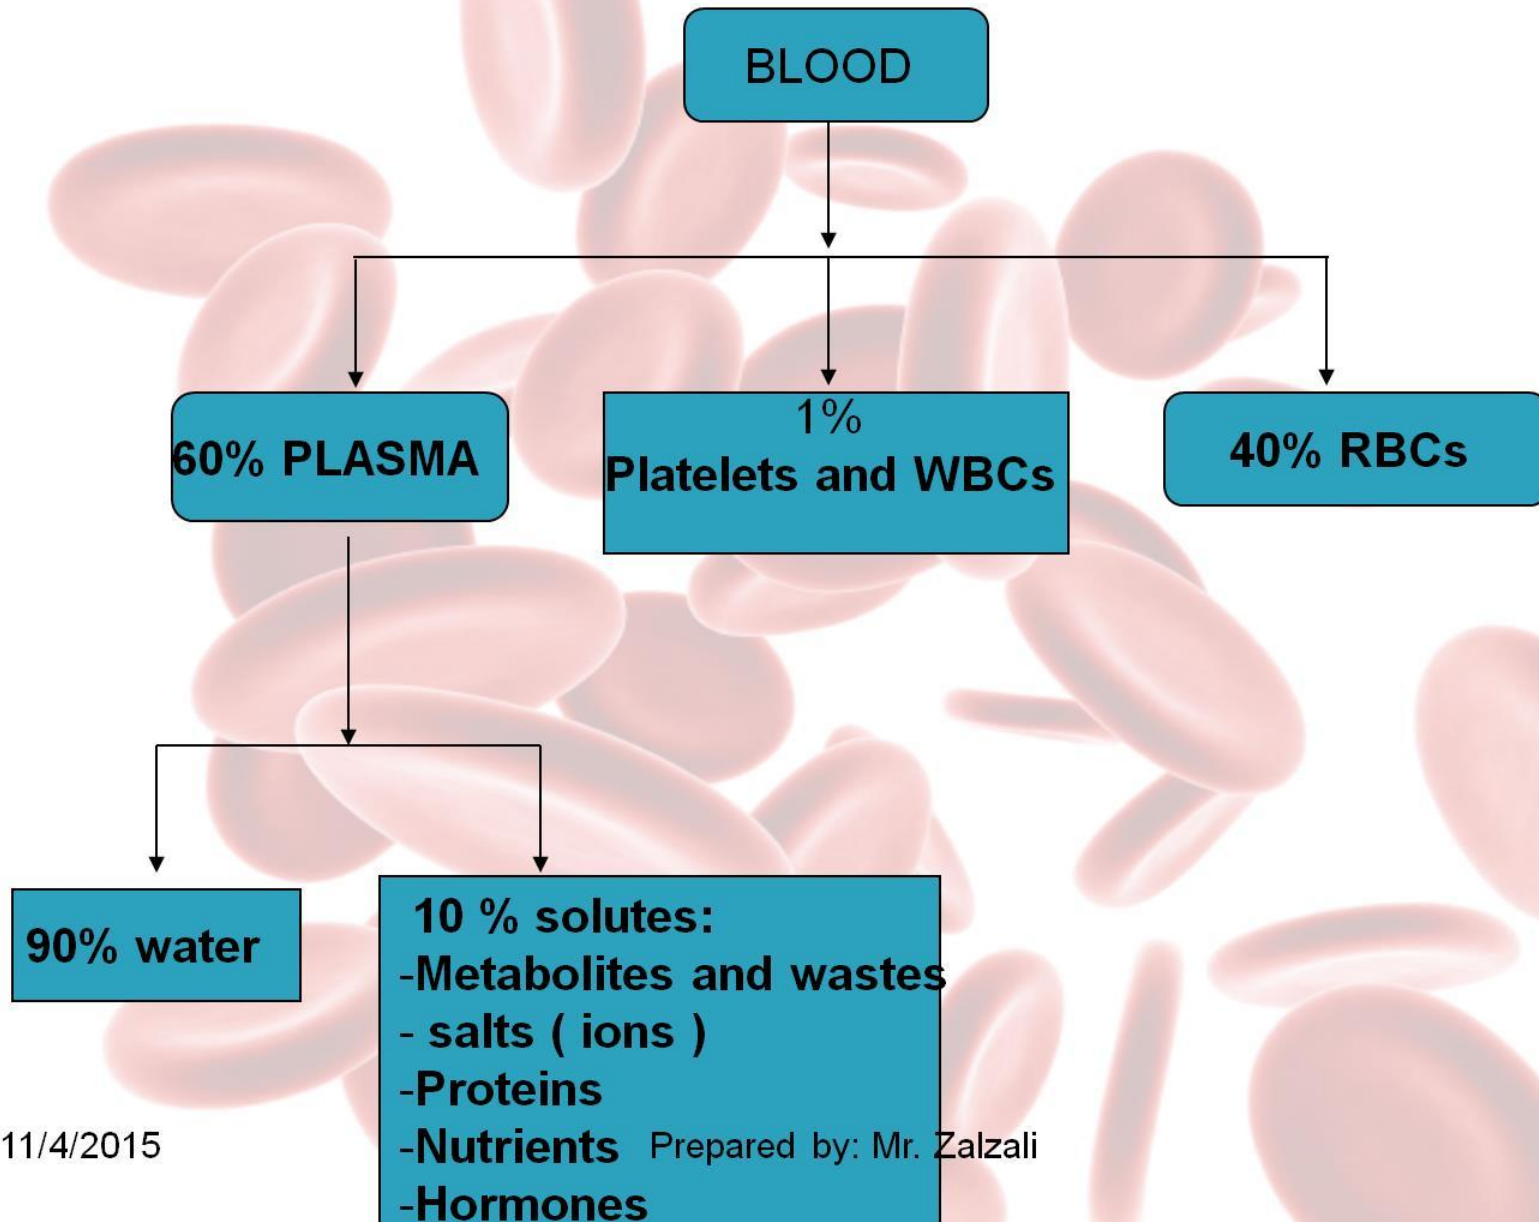 BLOOD
60% PLASMA
1%
Platelets and WBCs
40% RBCs
90% water
10 % solutes:
-Metabolites and wastes
- salts ( ions )
-Proteins
-Nutrients
-Hormones
11/4/2015
Prepared by: Mr. Zalzali